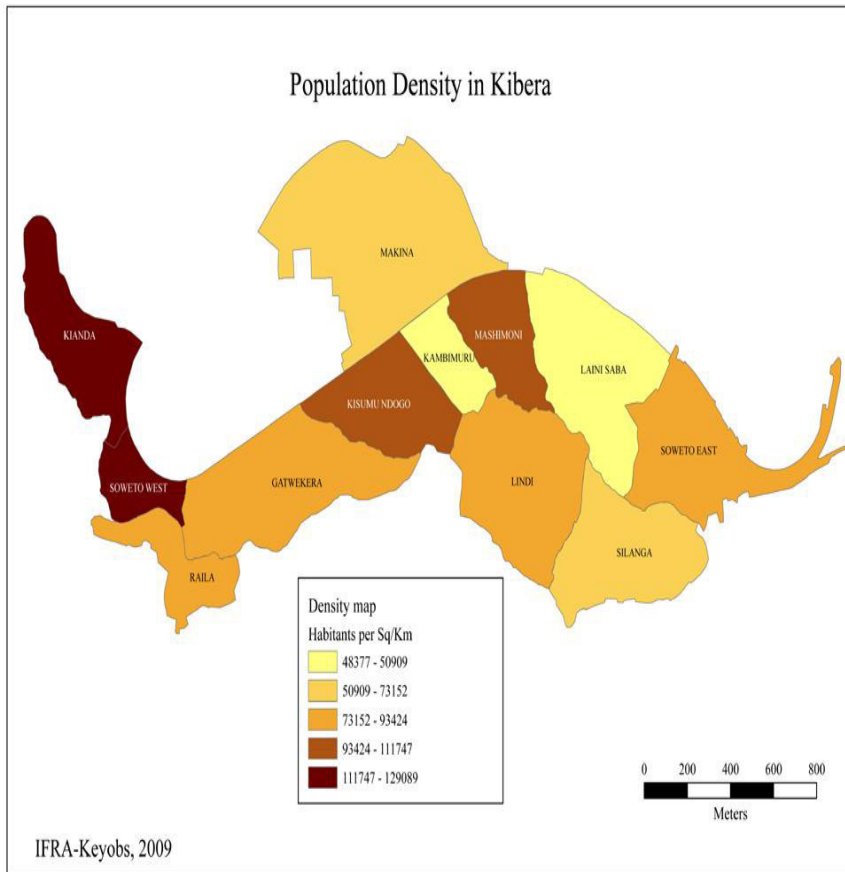 Population Density in Kibera
MAKINA
KIANDA
MASHIMONI
KAMBIMURU
LAINI SABA
KISUMU NDOGO
SOWETO EAST
SOWETO WEST
GATWEKERA
LINDI
SILANGA
RAILA
Density map
Habitants per Sq/Km
48377 - 50909
50909 - 73152
73152 - 93424
93424 - 111747
111747 - 129089
0 200 400 600 800
Meters
IFRA-Keyobs, 2009